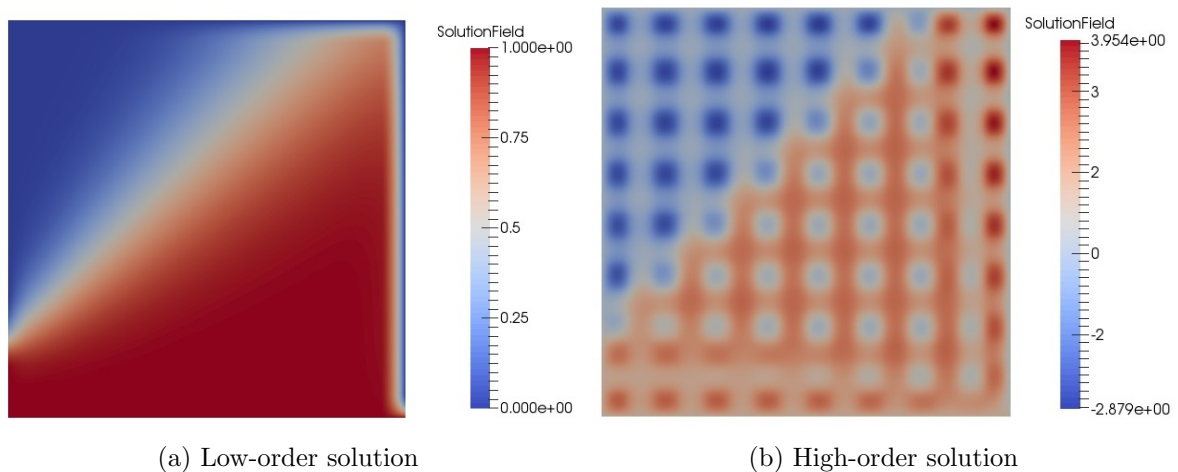 SolutionField
1.000e+00
0.75
0.5
0.25
0.000e+00
(a) Low-order solution
SolutionField
3.954e+00
3
2
0
-2
-2.879e+00
(b) High-order solution